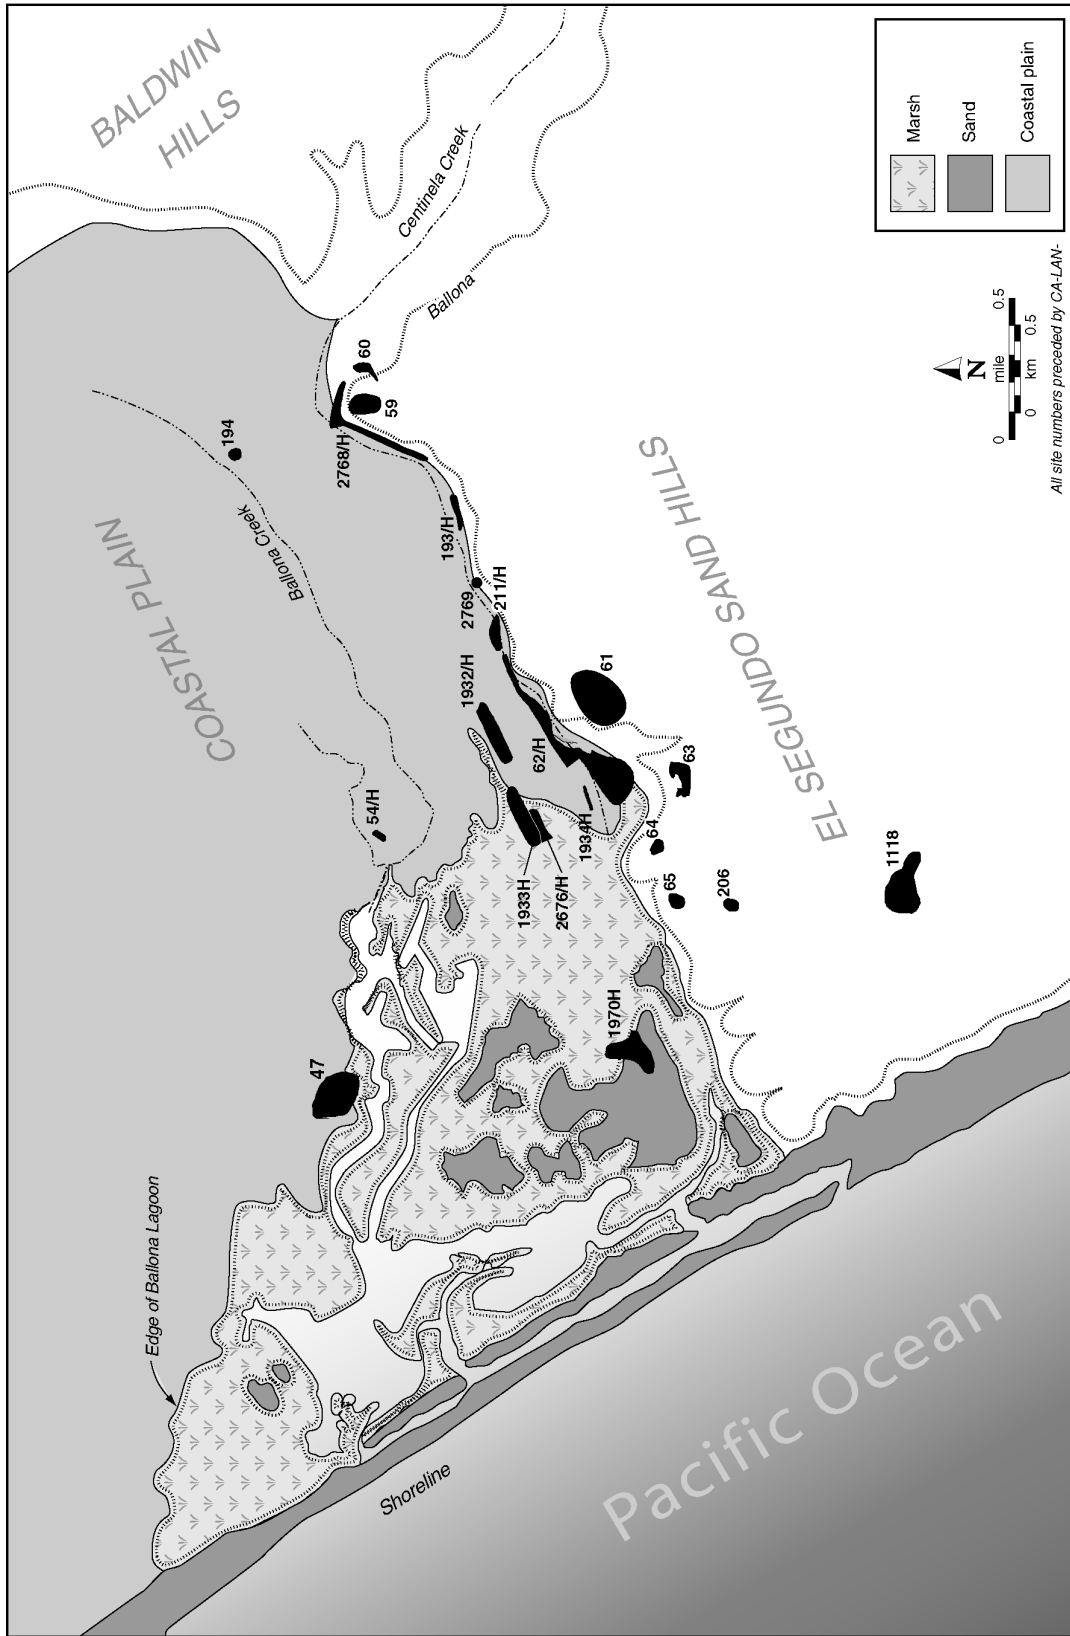 BALDWIN
HILLS
Centinela Creek
Ballona
COASTAL PLAIN
Ballona Creek
194
60
59
2768/H
193/H
2769
211/H
1932/H
61
62/H
63
54/H
1934H
64
1933H
2676/H
65
206
1118
EL SEGUNDO SAND HILLS
47
1970H
Edge of Ballona Lagoon
Shoreline
Pacific Ocean
Marsh
Sand
Coastal plain
N
0 0.5
mile
km
0 0.5
All site numbers preceded by CA-LAN-